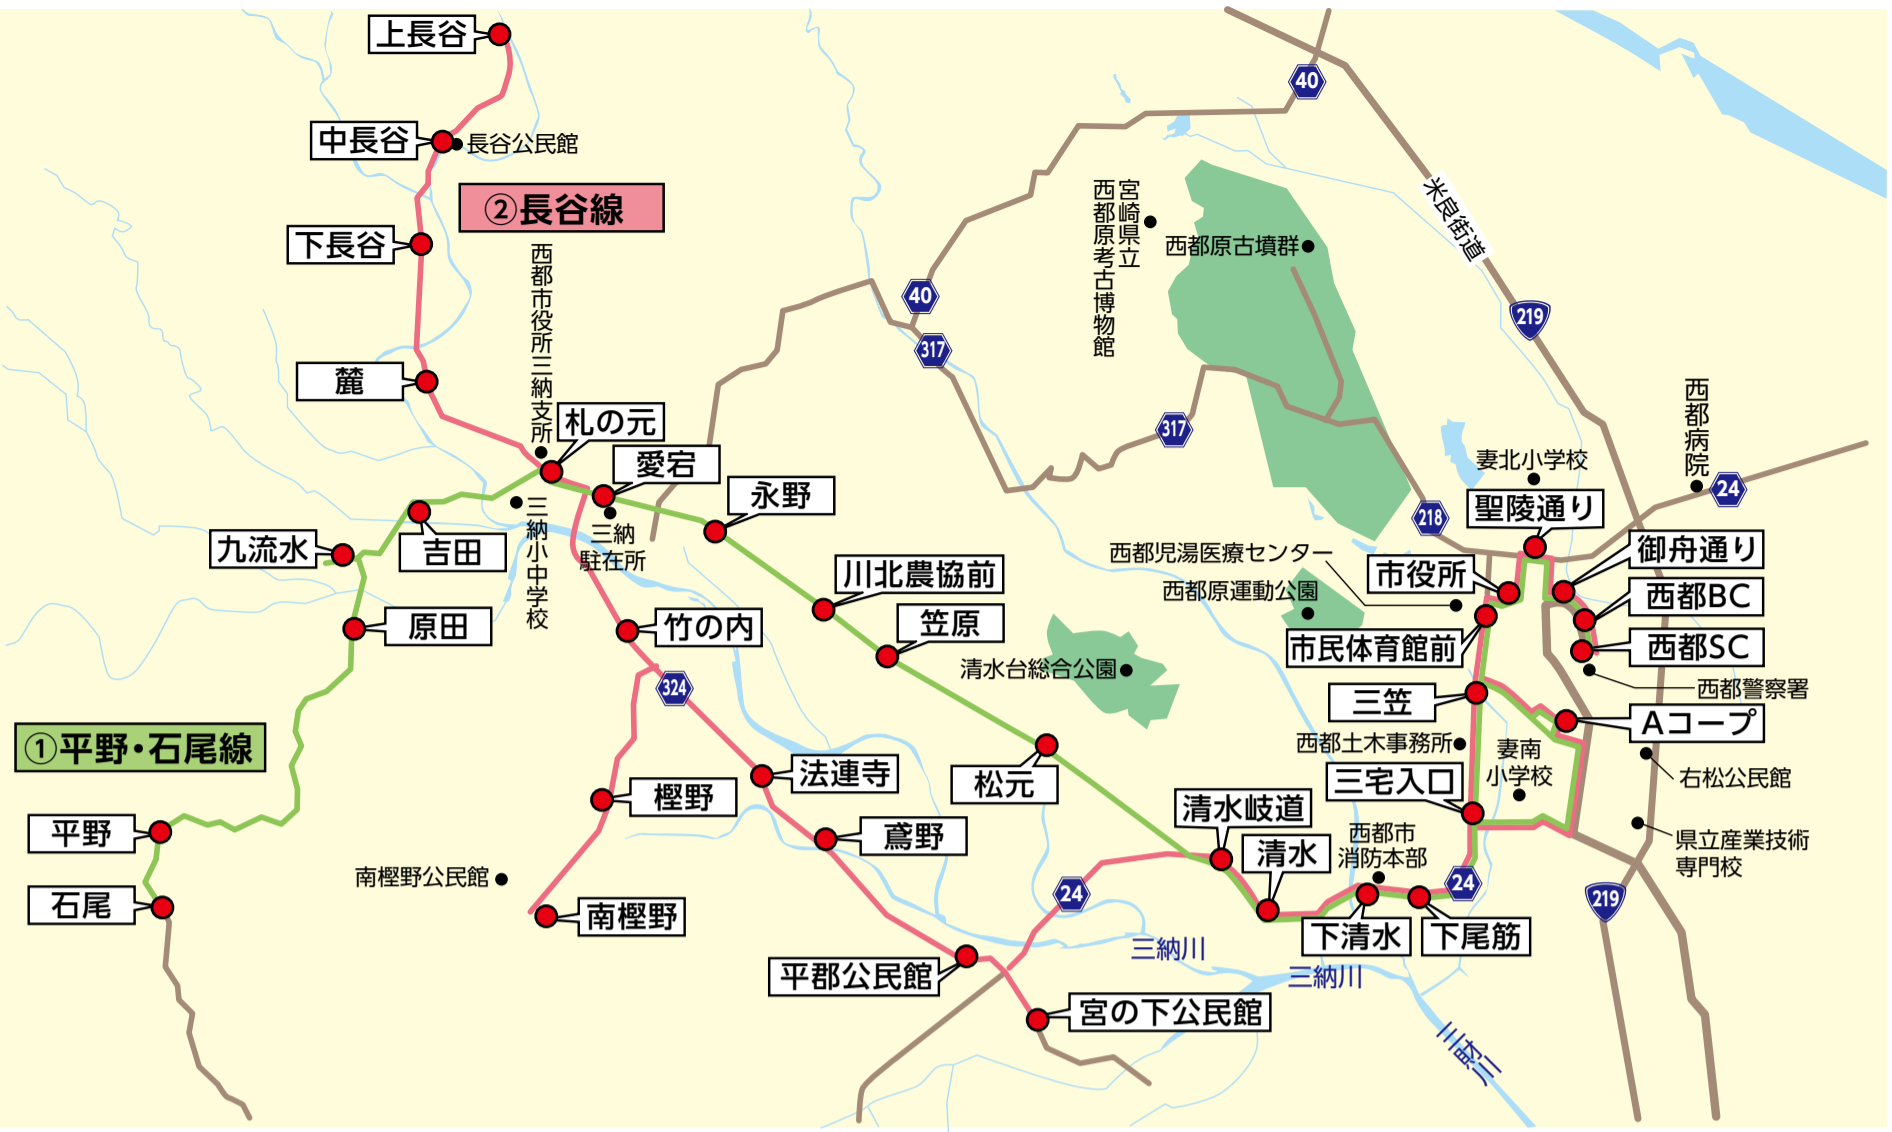 上長谷
中長谷
長谷公民館
下長谷
②長谷線
麓
西都市役所三納支所
札の元
愛宕
永野
三納小中学校
三納
駐在所
九流水
吉田
原田
①平野・石尾線
平野
石尾
川北農協前
笠原
竹の内
324
樫野
法連寺
鳶野
南樫野公民館
南樫野
松元
平郡公民館
宮の下公民館
清水台総合公園
40
40
317
317
宮崎県立
西都原考古博物館
西都原古墳群
米良街道
219
西都病院
24
妻北小学校
218
聖陵通り
西都児湯医療センター
西都原運動公園
市役所
御舟通り
西都BC
西都SC
市民体育館前
西都警察署
三笠
Aコープ
西都土木事務所
妻南
小学校
右松公民館
三宅入口
県立産業技術
専門校
清水岐道
清水
西都市
消防本部
24
24
下清水
下尾筋
219
三納川
三納川
三財川